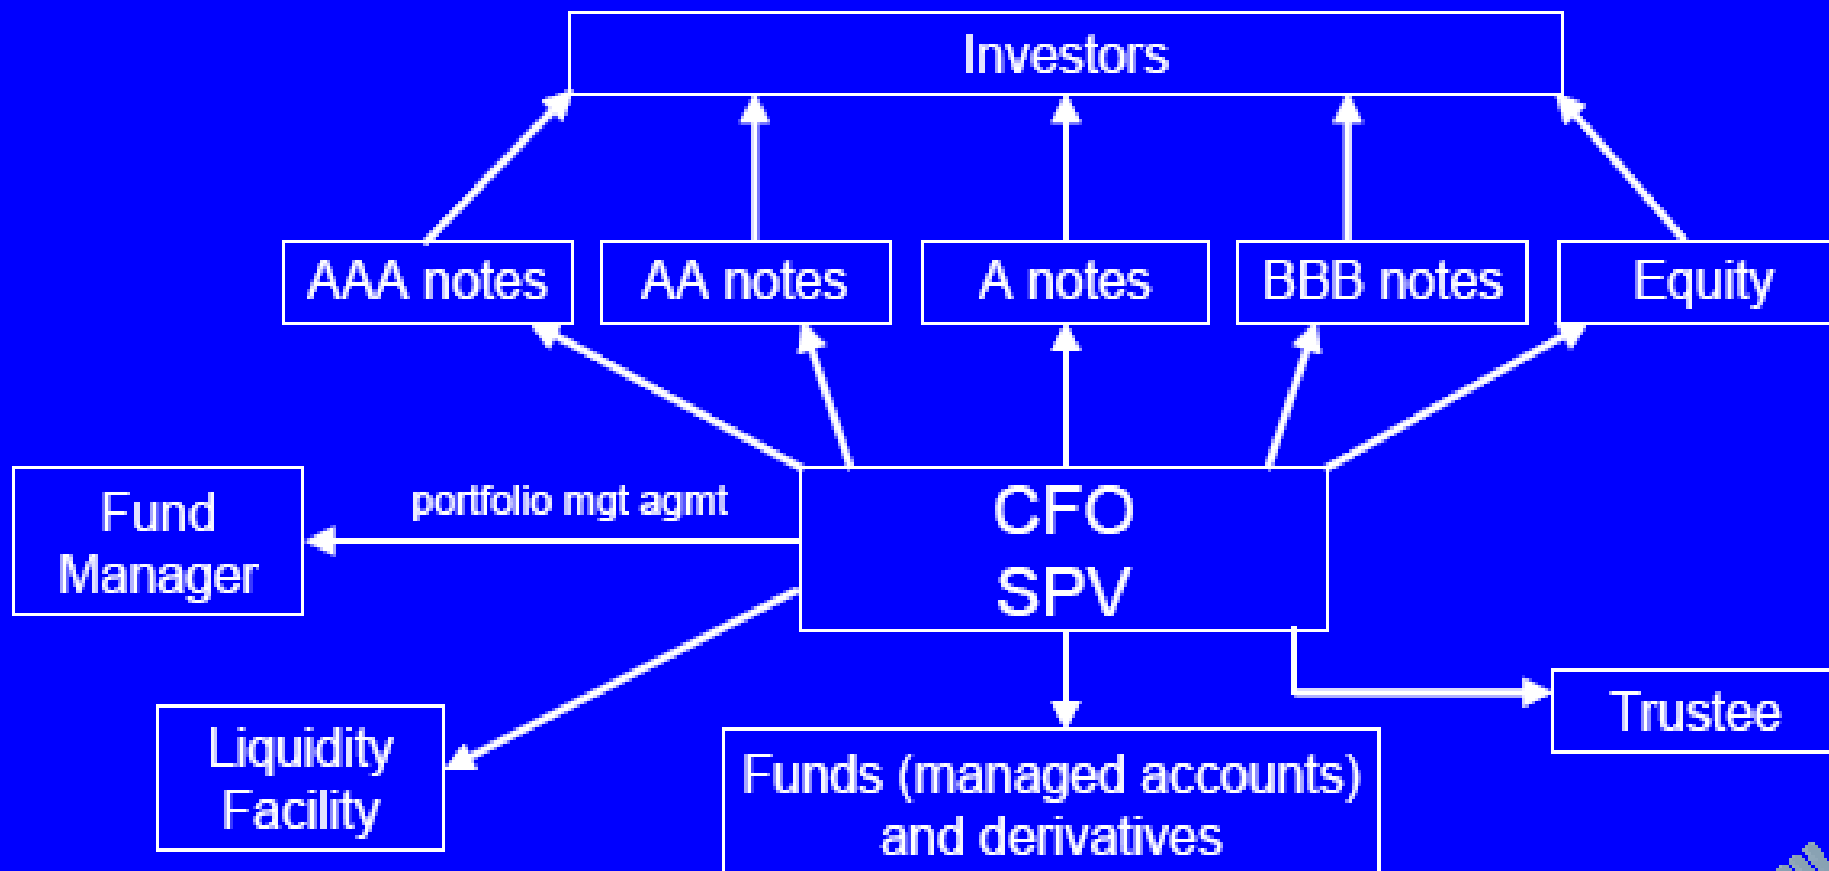 Investors
AAA notes
AA notes
A notes
BBB notes
Equity
Fund
Manager
portfolio mgt agmt
CFO
SPV
Liquidity
Facility
Funds (managed accounts)
and derivatives
Trustee